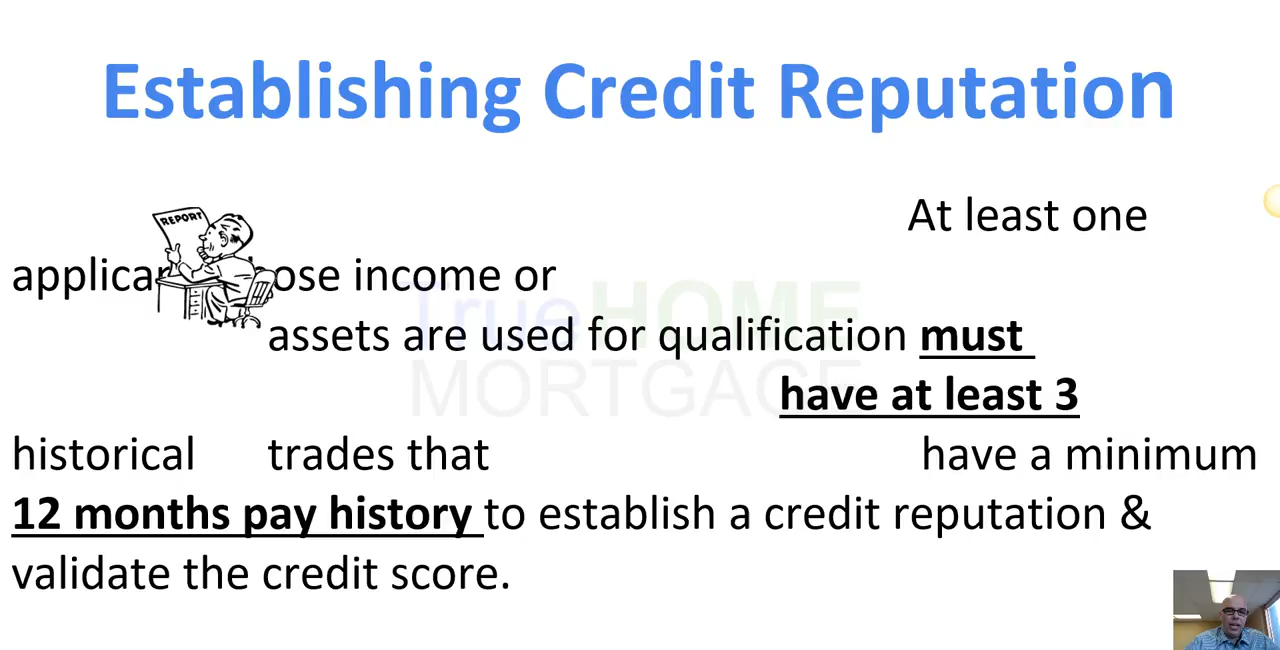 Establishing Credit Reputation
REPORT
At least one
income or
assets are used for qualification must
have at least 3
historical trades that have a minimum
12 months pay history to establish a credit reputation &
validate the credit score.
TrueHOME
MORTGAGE